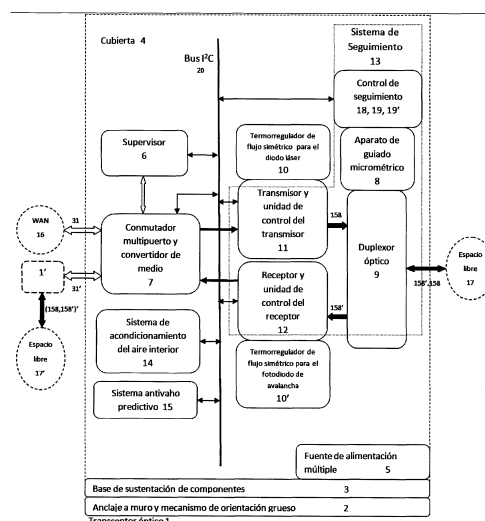 Cubierta 4
Sistema de
Seguimiento
13
Bus I²C
20
Control de
seguimiento
18, 19, 19'
Supervisor
6
Termorregulador de
flujo simétrico para el
diodo láser
10
Aparato de
guiado
micrométrico
8
WAN
16
31
Conmutador
multipuerto y
convertidor de
medio
7
Transmisor y
unidad de
control del
transmisor
11
158
Duplexor
óptico
9
Espacio
libre
17
158',158
1'
31'
(158,158')'
Espacio
libre
17'
Receptor y
unidad de
control del
receptor
12
158'
Sistema de
acondicionamiento
del aire interior
14
Termorregulador de
flujo simétrico para el
fotodiodo de
avalancha
10'
Sistema antivaho
predictivo 15
Fuente de alimentación
múltiple 5
Base de sustentación de componentes 3
Anclaje a muro y mecanismo de orientación grueso 2
Transceptor óptico 1